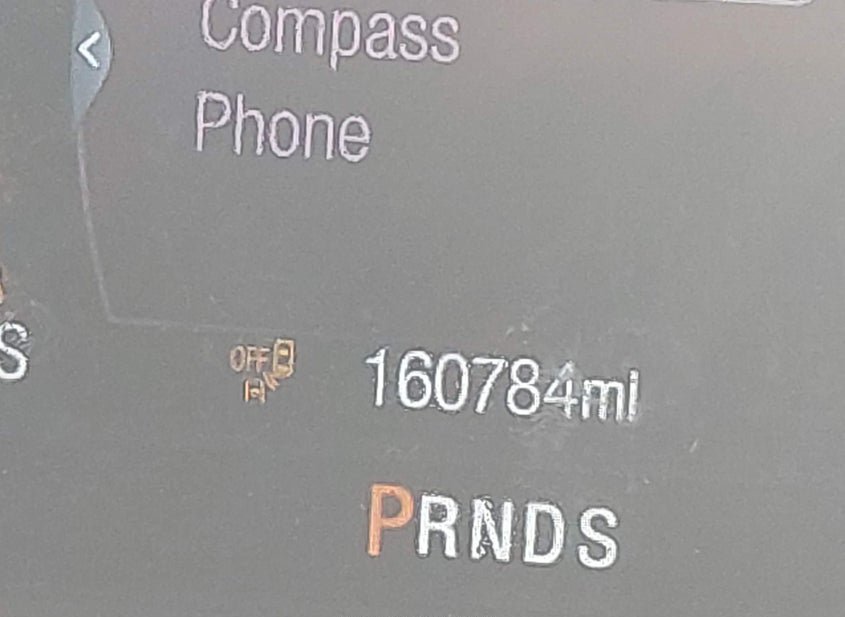 <
Compass
Phone
S
OFF
160784mi
PRNDS